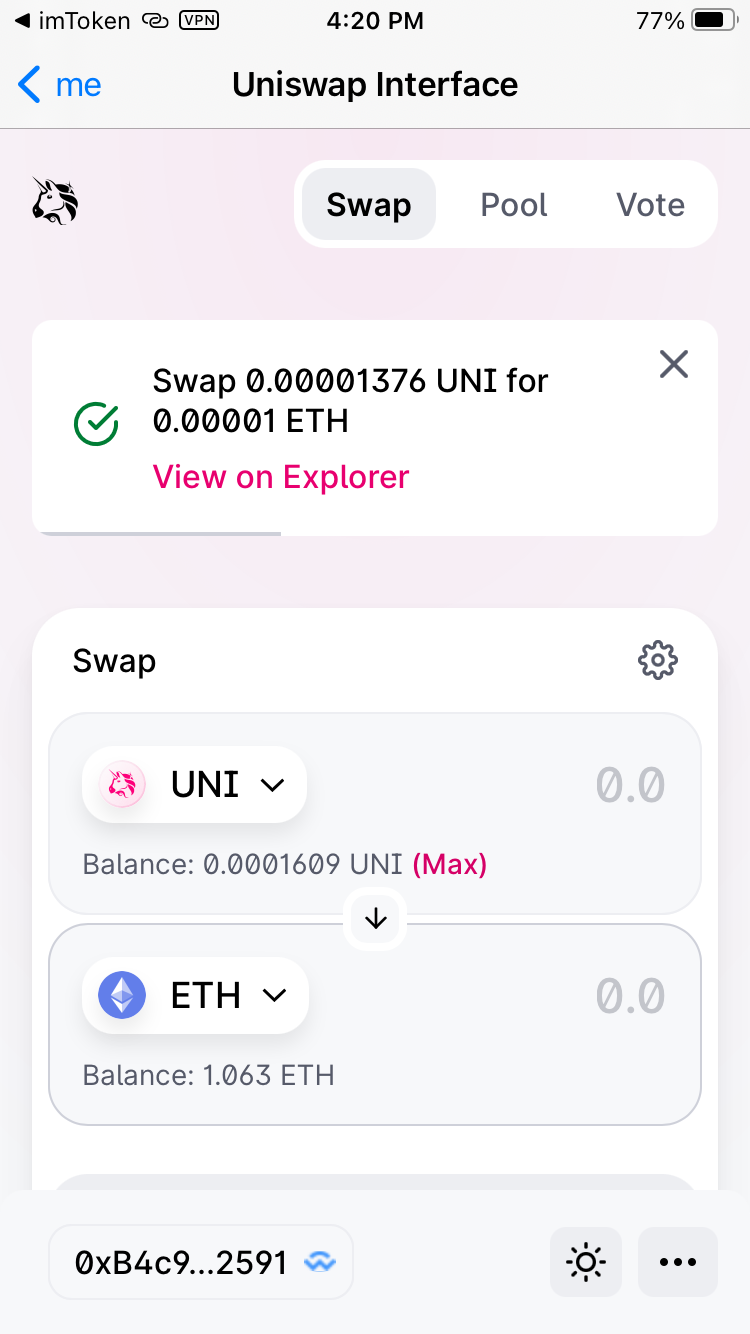 imToken VPN 4:20 PM 77%
me Uniswap Interface
Swap Pool Vote
Swap 0.00001376 UNI for
0.00001 ETH
View on Explorer
Swap
UNI 0.0
Balance: 0.0001609 UNI (Max)
ETH 0.0
Balance: 1.063 ETH
0xB4c9...2591